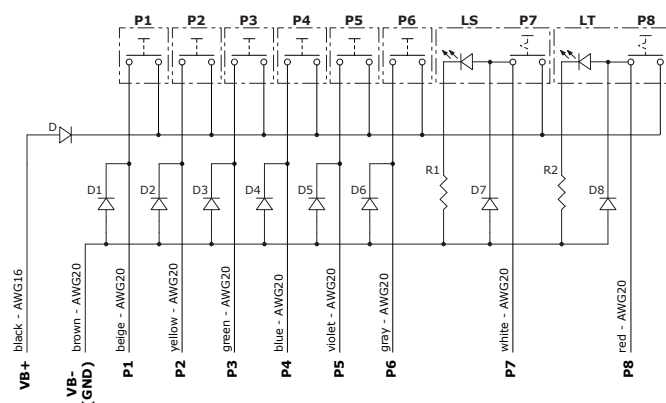 P1 P2 P3 P4 P5 P6 LS P7 LT P8
D
R1 R2
D1 D2 D3 D4 D5 D6 D7 D8
black - AWG16
brown - AWG20
beige - AWG20
yellow - AWG20
green - AWG20
blue - AWG20
violet - AWG20
gray - AWG20
white - AWG20
red - AWG20
VB+
VB-
(GND)
P1
P2
P3
P4
P5
P6
P7
P8